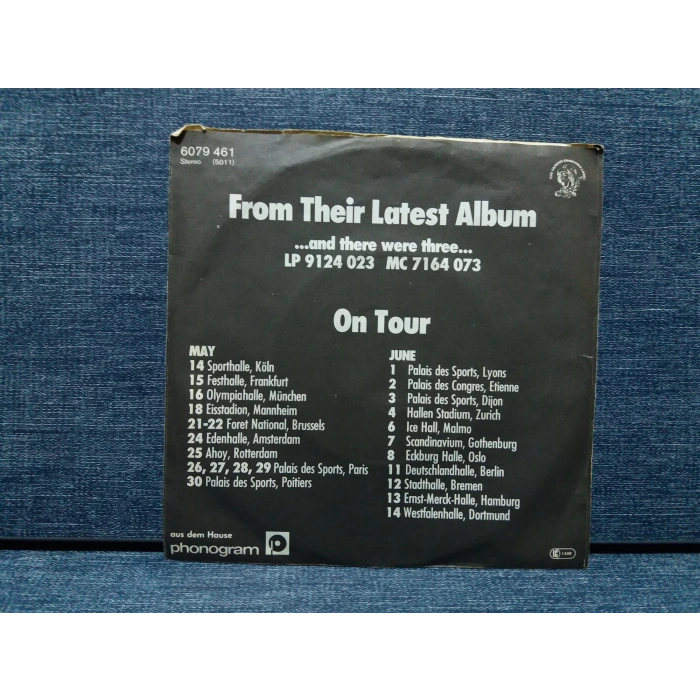 6079 461
Stereo (5011)
From Their Latest Album
...and there were three...
LP 9124 023 MC 7164 073
On Tour
MAY
14 Sporthalle, Köln
15 Festhalle, Frankfurt
16 Olympiahalle, München
18 Eisstadion, Mannheim
21-22 Foret National, Brussels
24 Edenhalle, Amsterdam
25 Ahoy, Rotterdam
26, 27, 28, 29 Palais des Sports, Paris
30 Palais des Sports, Poitiers
JUNE
1 Palais des Sports, Lyons
2 Palais des Congres, Etienne
3 Palais des Sports, Dijon
4 Hallen Stadium, Zurich
6 Ice Hall, Malmo
7 Scandinavium, Gothenburg
8 Eckburg Halle, Oslo
11 Deutschlandhalle, Berlin
12 Stadthalle, Bremen
13 Ernst-Merck-Halle, Hamburg
14 Westfalenhalle, Dortmund
aus dem Hause
phonogram